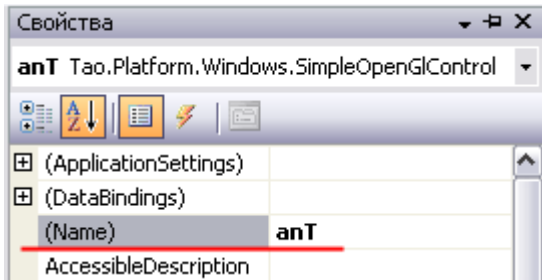 Свойства
anT Tao.Platform.Windows.SimpleOpenGlControl
(ApplicationSettings)
(DataBindings)
(Name) anT
AccessibleDescription